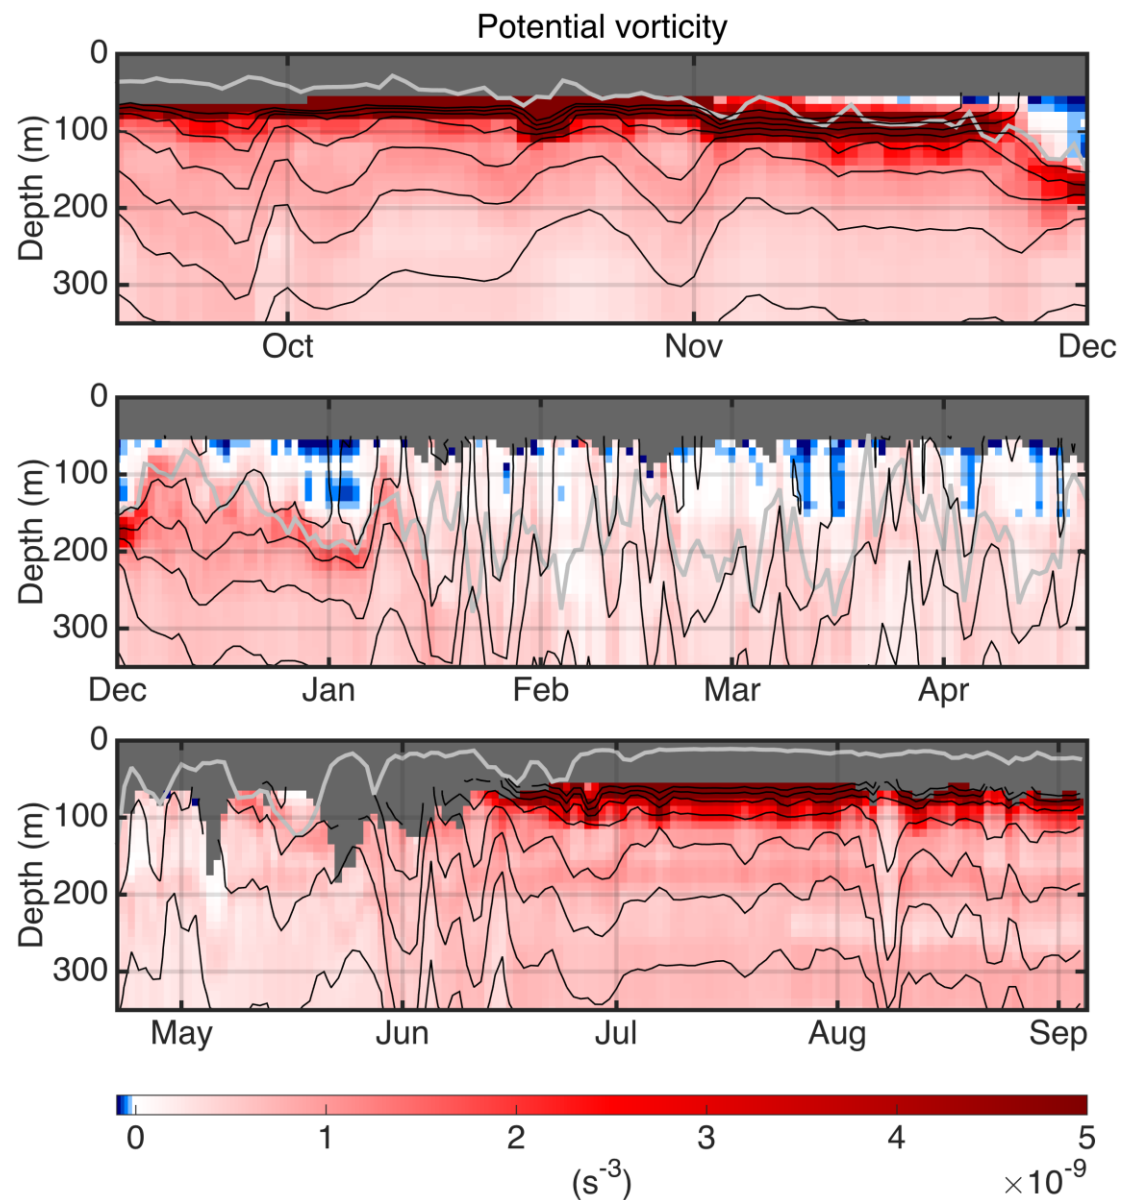 Potential vorticity
0
100
200
300
Depth (m)
Oct Nov Dec
0
100
200
300
Depth (m)
Dec Jan Feb Mar Apr
0
100
200
300
Depth (m)
May Jun Jul Aug Sep
0 1 2 3 4 5
(s⁻³) ×10⁻⁹